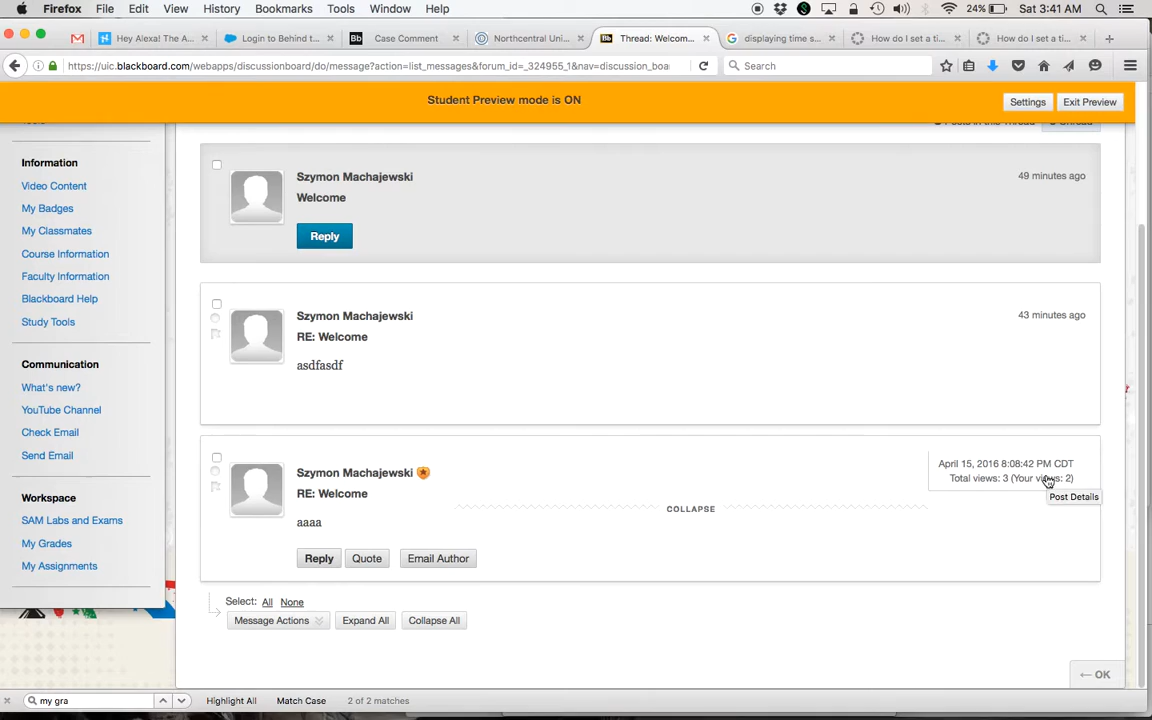 Firefox File Edit View History Bookmarks Tools Window Help 24% Sat 3:41 AM
Hey Alexa! The A... Login to Behind t... Case Comment Northcentral Uni... Thread: Welcom... displaying time s... How do I set a ti... How do I set a ti...
https://uic.blackboard.com/webapps/discussionboard/do/message?action=list_messages&forum_id=_324955_1&nav=discussion_boa Search
Student Preview mode is ON Settings Exit Preview
Information
Video Content
My Badges
My Classmates
Course Information
Faculty Information
Blackboard Help
Study Tools
Communication
What's new?
YouTube Channel
Check Email
Send Email
Workspace
SAM Labs and Exams
My Grades
My Assignments
Szymon Machajewski 49 minutes ago
Welcome
Reply
Szymon Machajewski 43 minutes ago
RE: Welcome
asdfasdf
Szymon Machajewski April 15, 2016 8:08:42 PM CDT
Total views: 3 (Your views: 2)
RE: Welcome Post Details
COLLAPSE
aaaa
Reply Quote Email Author
Select: All None
Message Actions Expand All Collapse All
OK
my gra Highlight All Match Case 2 of 2 matches